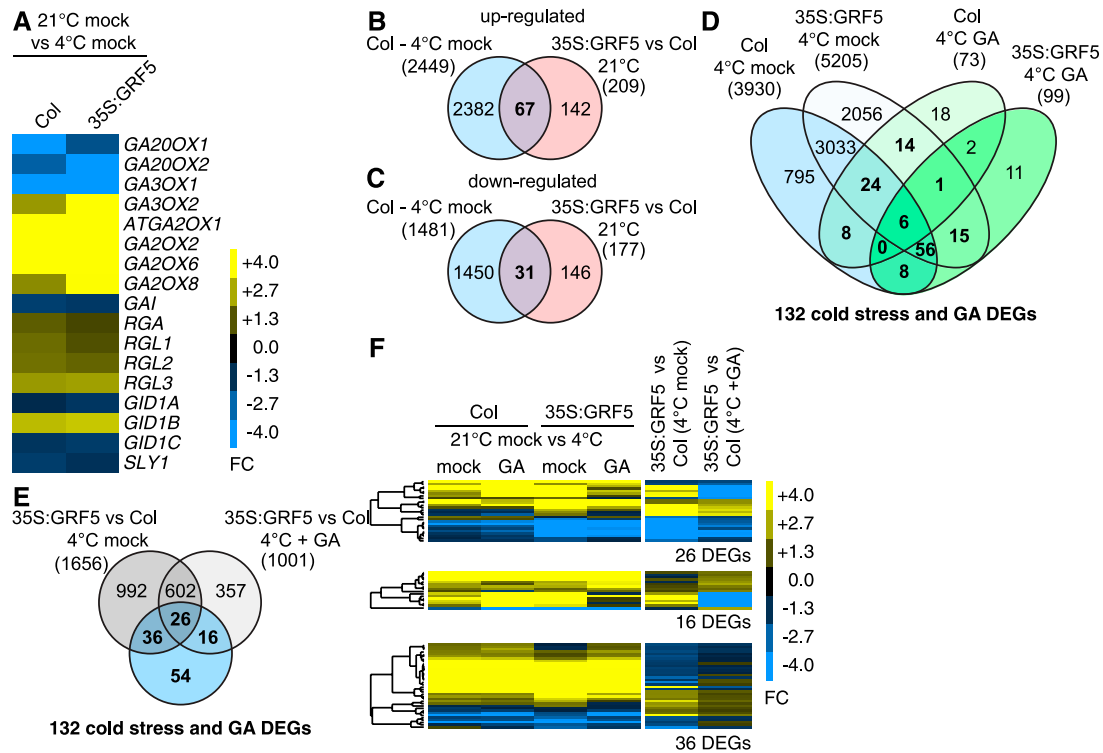 A
21°C mock
vs 4°C mock
Col
35S:GRF5
GA20OX1
GA20OX2
GA3OX1
GA3OX2
ATGA2OX1
GA2OX2
GA2OX6
GA2OX8
GAI
RGA
RGL1
RGL2
RGL3
GID1A
GID1B
GID1C
SLY1
+4.0
+2.7
+1.3
0.0
-1.3
-2.7
-4.0
FC
B
up-regulated
Col - 4°C mock
(2449)
35S:GRF5 vs Col
21°C
(209)
2382
67
142
C
down-regulated
Col - 4°C mock
(1481)
35S:GRF5 vs Col
21°C
(177)
1450
31
146
D
Col
4°C mock
(3930)
35S:GRF5
4°C mock
(5205)
Col
4°C GA
(73)
35S:GRF5
4°C GA
(99)
2056
18
3033
14
2
795
24
1
11
6
8
0
56
15
8
132 cold stress and GA DEGs
E
35S:GRF5 vs Col
4°C mock
(1656)
35S:GRF5 vs Col
4°C + GA
(1001)
992
602
357
26
36
16
54
132 cold stress and GA DEGs
F
Col
35S:GRF5
21°C mock vs 4°C
mock
GA
mock
GA
35S:GRF5 vs
Col (4°C mock)
35S:GRF5 vs
Col (4°C +GA)
26 DEGs
16 DEGs
36 DEGs
+4.0
+2.7
+1.3
0.0
-1.3
-2.7
-4.0
FC